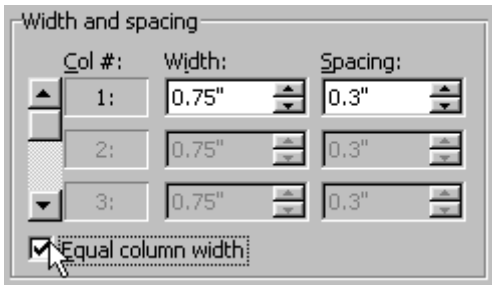 Width and spacing
Col #: Width: Spacing:
1: 0.75" 0.3"
2: 0.75" 0.3"
3: 0.75" 0.3"
Equal column width